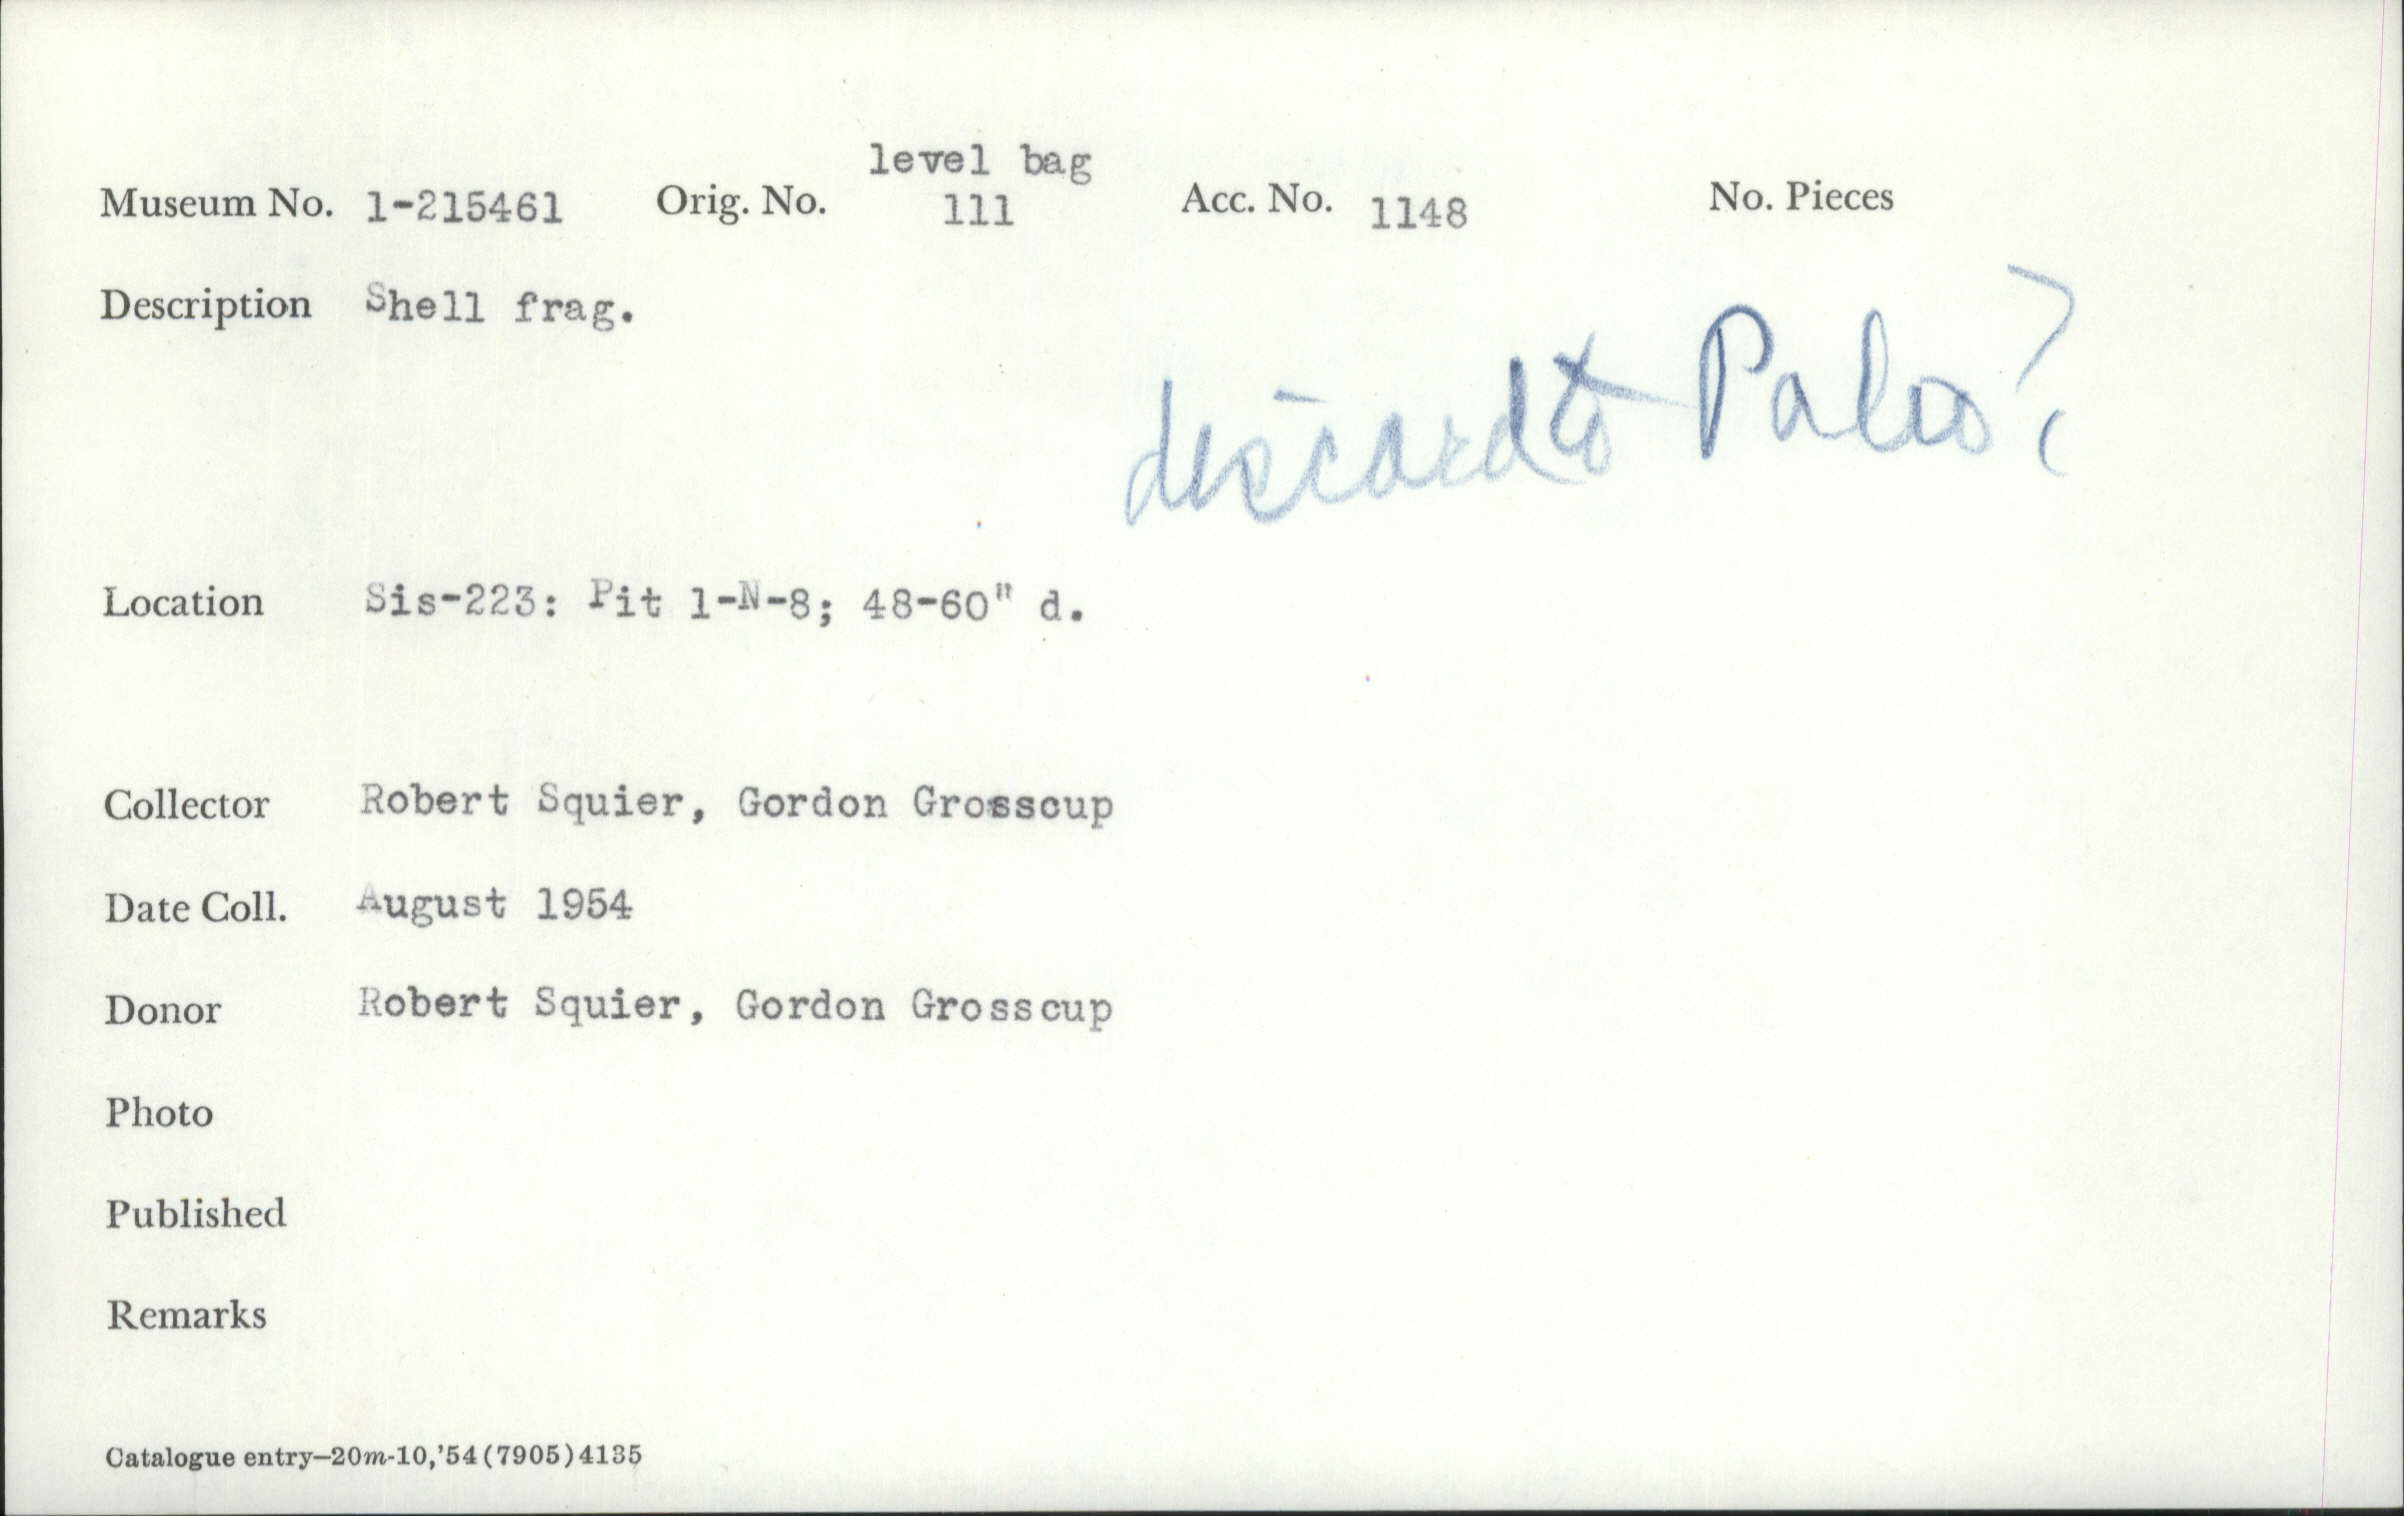 level bag
Museum No. 1-215461 Orig. No. 111 Acc. No. 1148 No. Pieces
Description Shell frag.
discard to Paleo?
Location Sis-223: Pit 1-N-8; 48-60" d.
Collector Robert Squier, Gordon Grosscup
Date Coll. August 1954
Donor Robert Squier, Gordon Grosscup
Photo
Published
Remarks
Catalogue entry—20m-10,'54(7905)4135